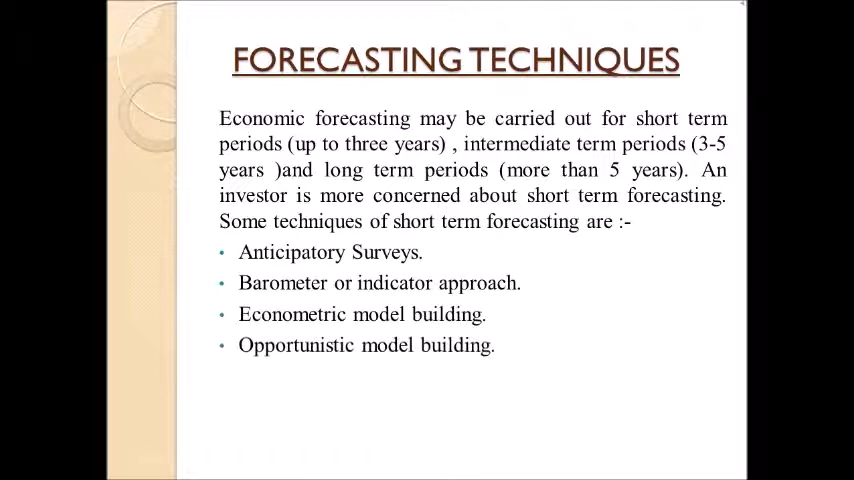 FORECASTING TECHNIQUES
Economic forecasting may be carried out for short term
periods (up to three years) , intermediate term periods (3-5
years )and long term periods (more than 5 years). An
investor is more concerned about short term forecasting.
Some techniques of short term forecasting are :-
• Anticipatory Surveys.
• Barometer or indicator approach.
• Econometric model building.
• Opportunistic model building.